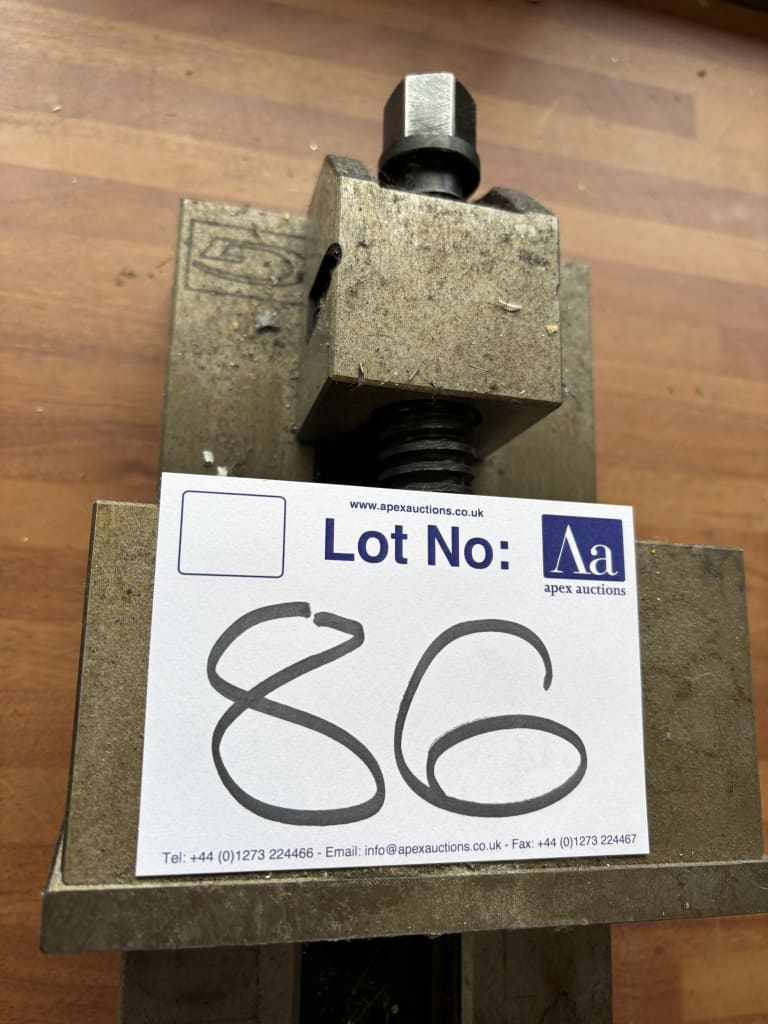 www.apexauctions.co.uk
Lot No:
Aa
apex auctions
86
Tel: +44 (0)1273 224466 - Email: info@apexauctions.co.uk - Fax: +44 (0)1273 224467